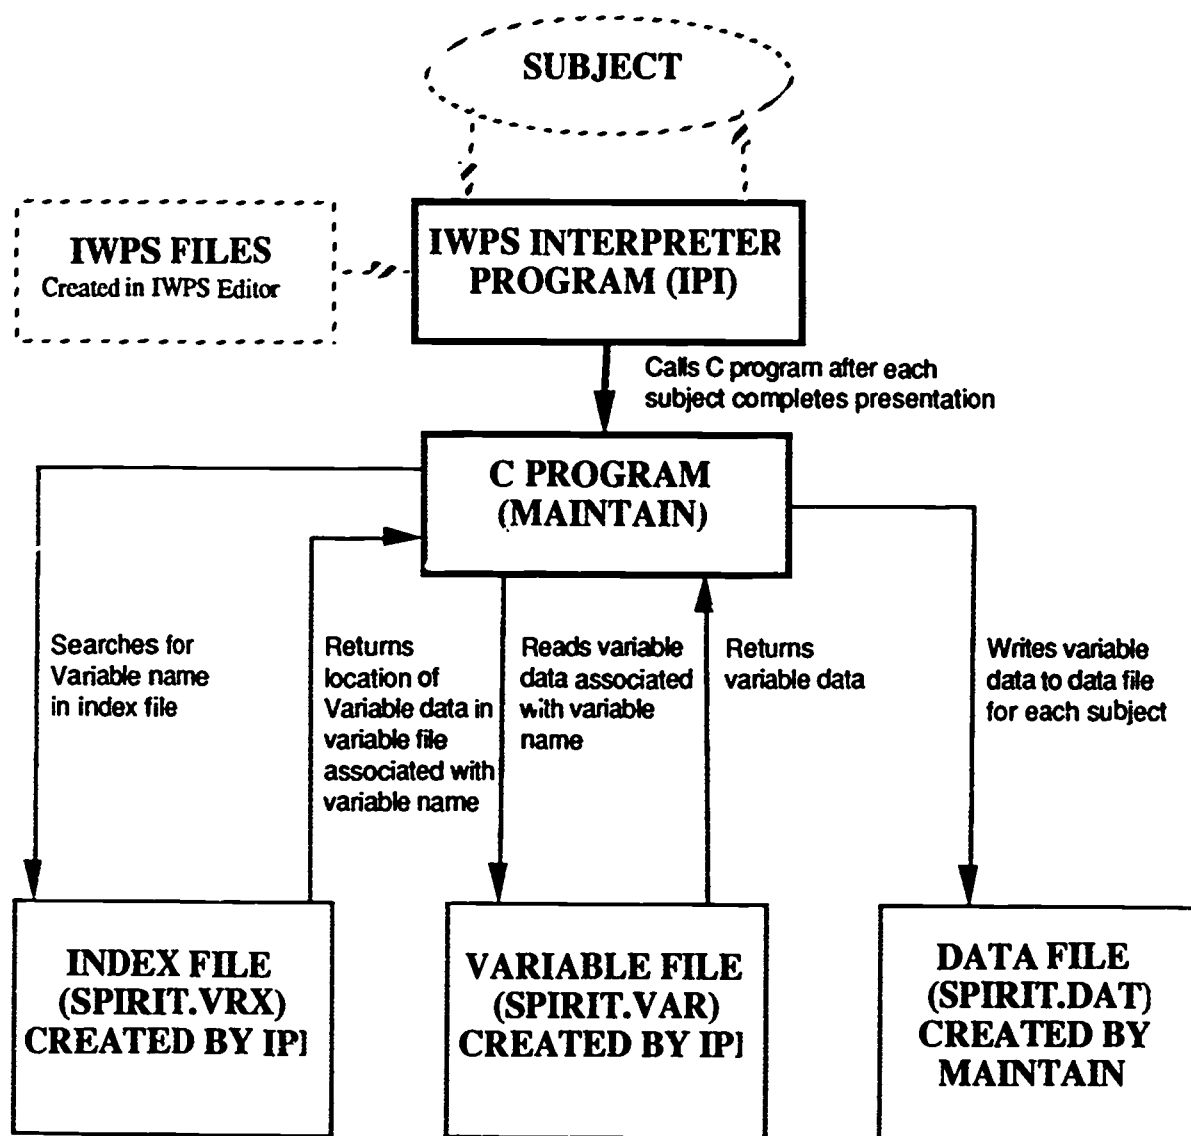 SUBJECT
IWPS FILES
Created in IWPS Editor
IWPS INTERPRETER
PROGRAM (IPI)
Calls C program after each
subject completes presentation
C PROGRAM
(MAINTAIN)
Searches for
Variable name
in index file
Returns
location of
Variable data in
variable file
associated with
variable name
Reads variable
data associated
with variable
name
Returns
variable data
Writes variable
data to data file
for each subject
INDEX FILE
(SPIRIT.VRX)
CREATED BY IPI
VARIABLE FILE
(SPIRIT.VAR)
CREATED BY IPI
DATA FILE
(SPIRIT.DAT)
CREATED BY
MAINTAIN